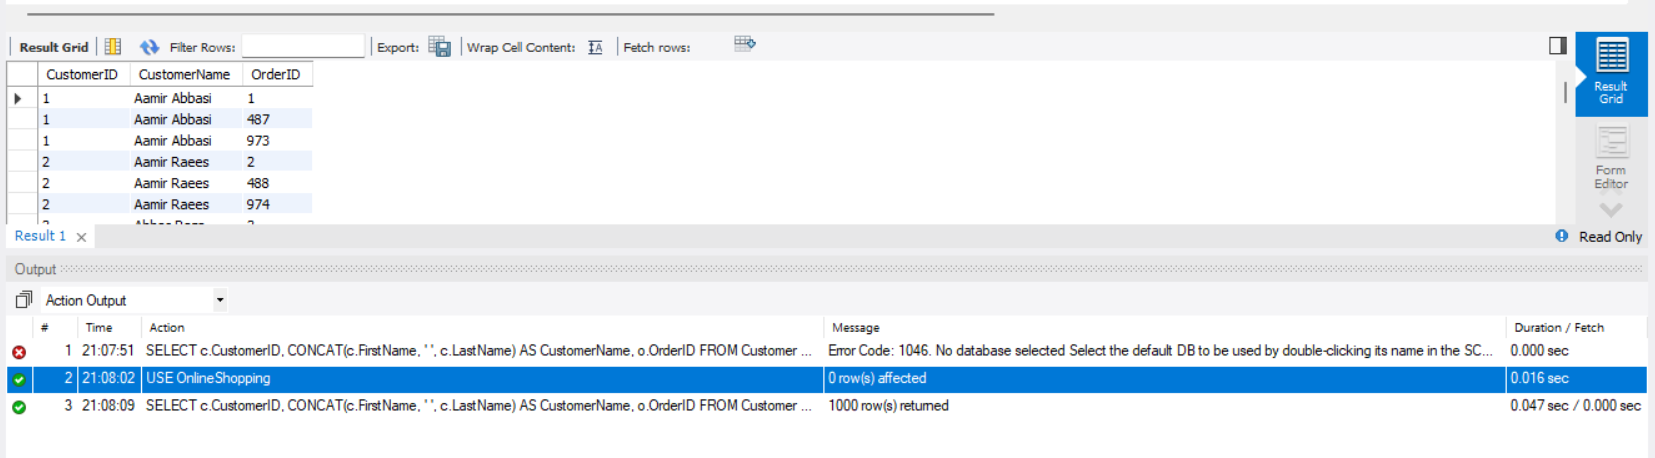 Result Grid Filter Rows: Export: Wrap Cell Content: Fetch rows:
CustomerID CustomerName OrderID
1 Aamir Abbasi 1
1 Aamir Abbasi 487
1 Aamir Abbasi 973
2 Aamir Raees 2
2 Aamir Raees 488
2 Aamir Raees 974
Result
Grid
Form
Editor
Result 1
Read Only
Output
Action Output
# Time Action Message Duration / Fetch
1 21:07:51 SELECT c.CustomerID, CONCAT(c.FirstName, ' ', c.LastName) AS CustomerName, o.OrderID FROM Customer ... Error Code: 1046. No database selected Select the default DB to be used by double-clicking its name in the SC... 0.000 sec
2 21:08:02 USE OnlineShopping 0 row(s) affected 0.016 sec
3 21:08:09 SELECT c.CustomerID, CONCAT(c.FirstName, ' ', c.LastName) AS CustomerName, o.OrderID FROM Customer ... 1000 row(s) returned 0.047 sec / 0.000 sec